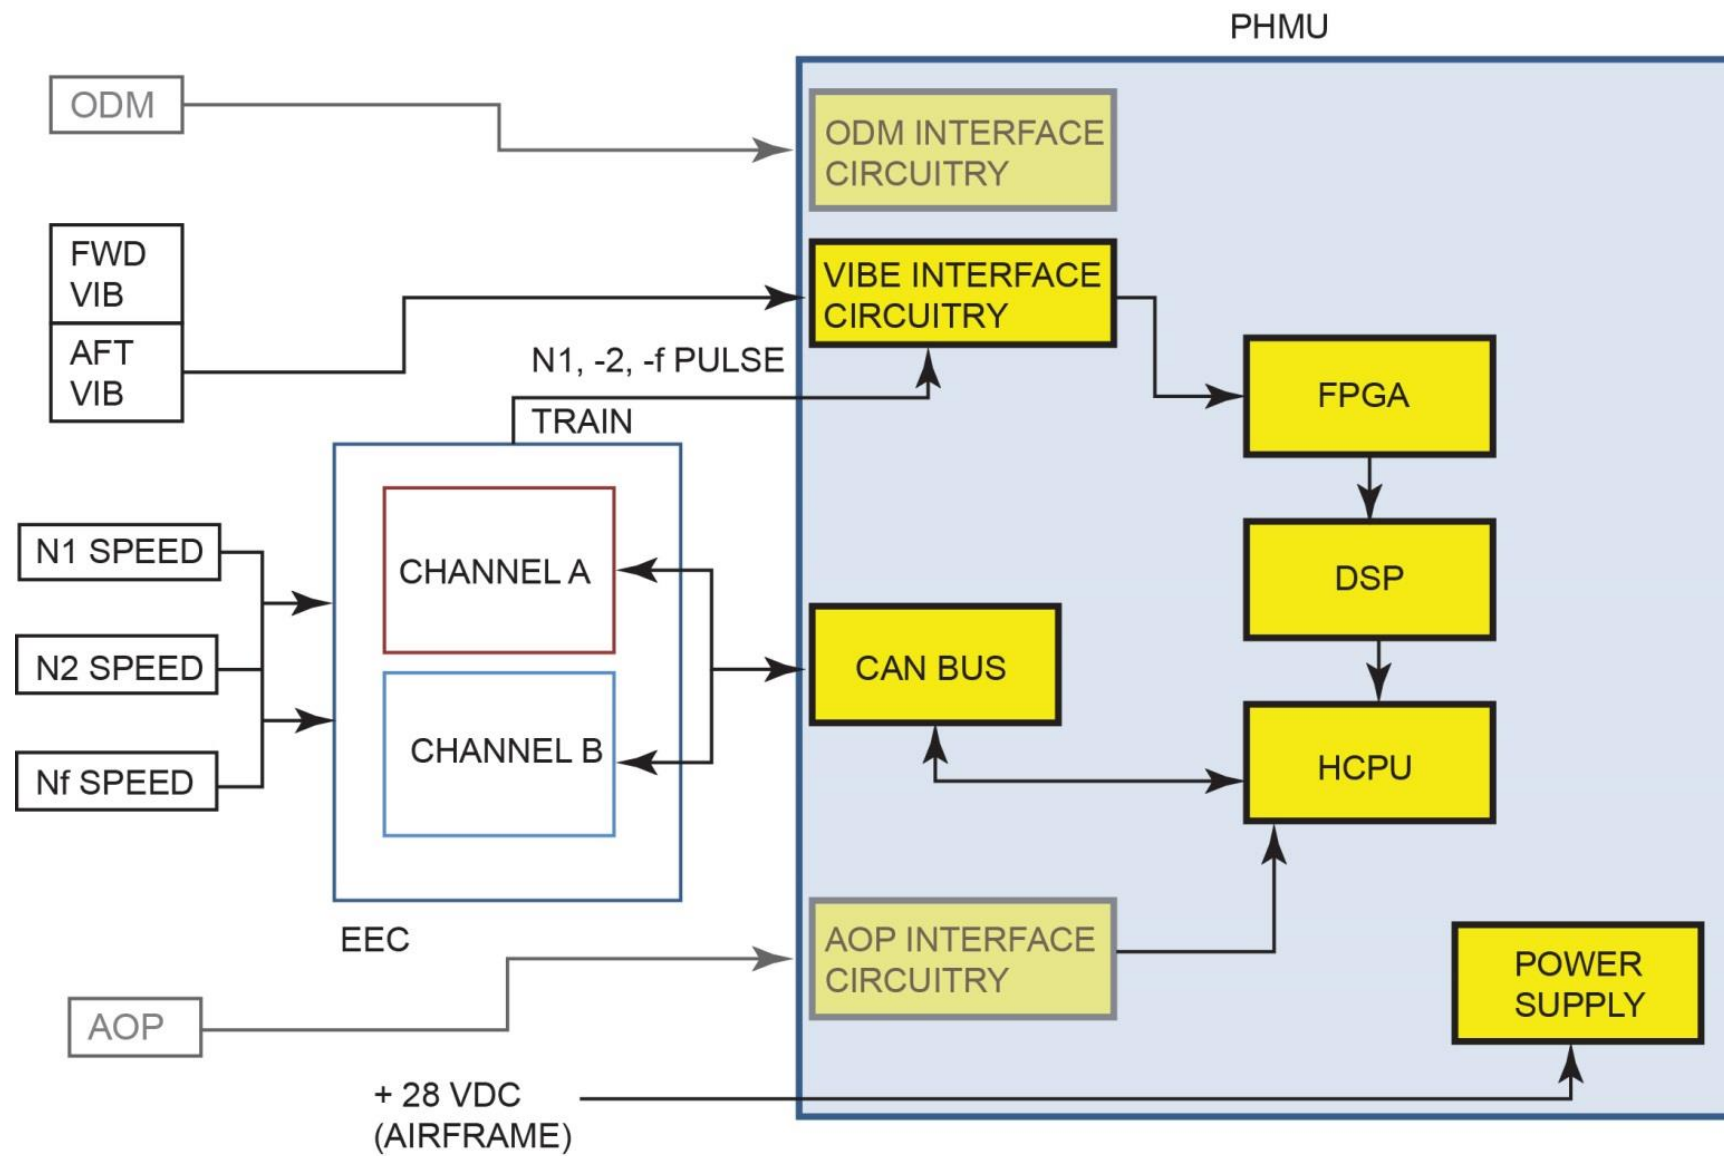 PHMU
ODM
ODM INTERFACE
CIRCUITRY
FWD
VIB
AFT
VIB
VIBE INTERFACE
CIRCUITRY
N1, -2, -f PULSE
TRAIN
FPGA
DSP
HCPU
N1 SPEED
N2 SPEED
Nf SPEED
CHANNEL A
CHANNEL B
EEC
CAN BUS
AOP INTERFACE
CIRCUITRY
AOP
POWER
SUPPLY
+ 28 VDC
(AIRFRAME)